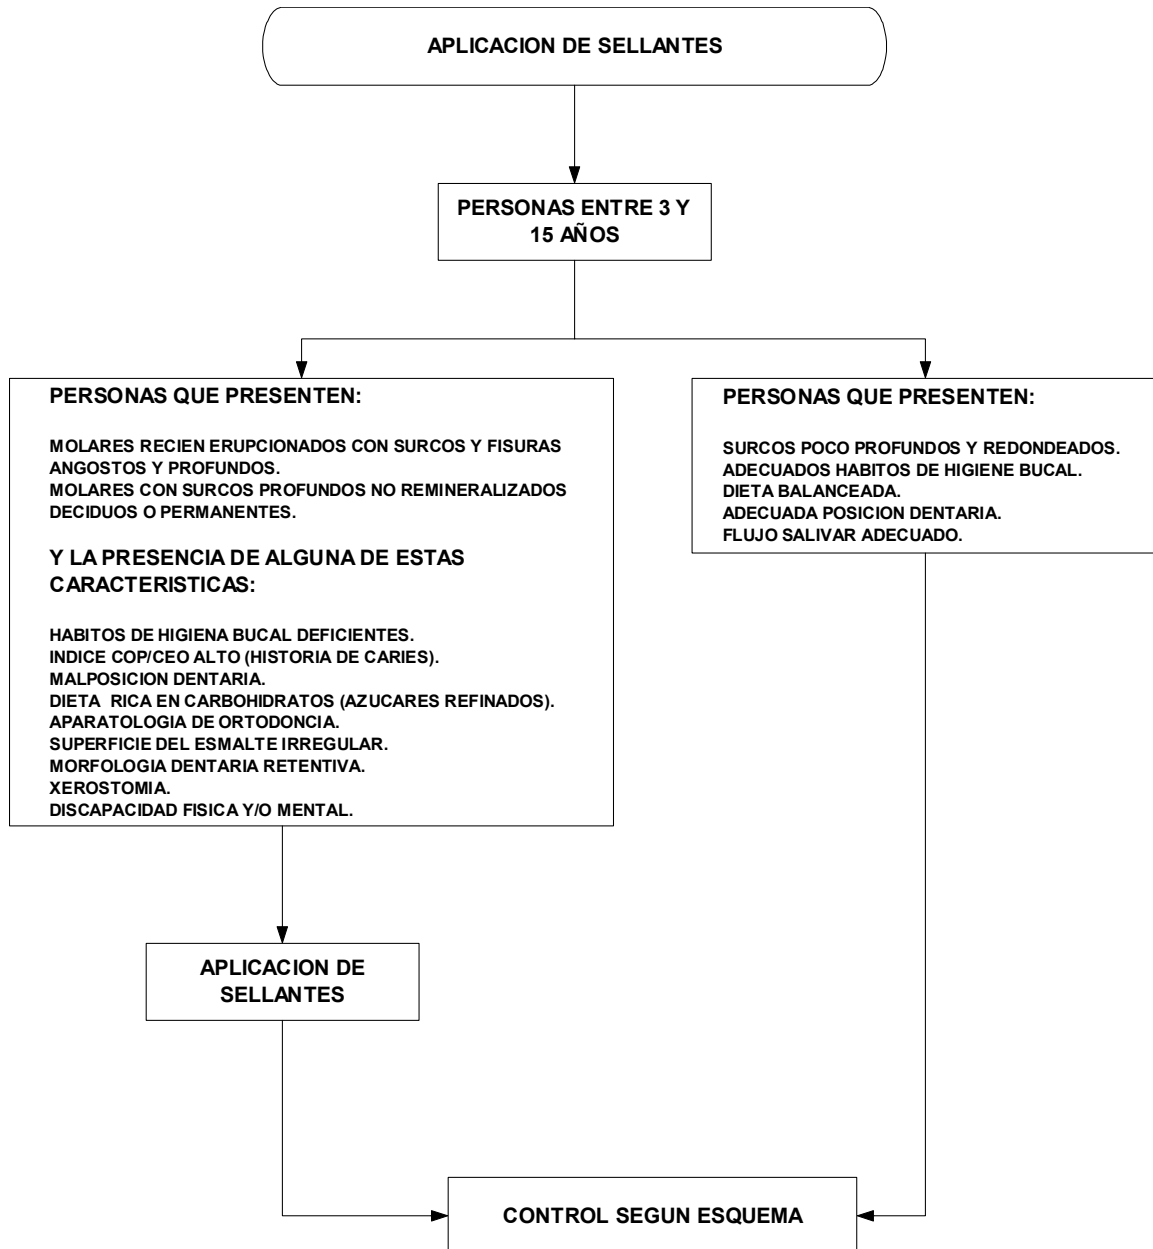 APLICACION DE SELLANTES
PERSONAS ENTRE 3 Y
15 AÑOS
PERSONAS QUE PRESENTEN:
MOLARES RECIEN ERUPCIONADOS CON SURCOS Y FISURAS
ANGOSTOS Y PROFUNDOS.
MOLARES CON SURCOS PROFUNDOS NO REMINERALIZADOS
DECIDUOS O PERMANENTES.
Y LA PRESENCIA DE ALGUNA DE ESTAS
CARACTERISTICAS:
HABITOS DE HIGIENA BUCAL DEFICIENTES.
INDICE COP/CEO ALTO (HISTORIA DE CARIES).
MALPOSICION DENTARIA.
DIETA RICA EN CARBOHIDRATOS (AZUCARES REFINADOS).
APARATOLOGIA DE ORTODONCIA.
SUPERFICIE DEL ESMALTE IRREGULAR.
MORFOLOGIA DENTARIA RETENTIVA.
XEROSTOMIA.
DISCAPACIDAD FISICA Y/O MENTAL.
PERSONAS QUE PRESENTEN:
SURCOS POCO PROFUNDOS Y REDONDEADOS.
ADECUADOS HABITOS DE HIGIENE BUCAL.
DIETA BALANCEADA.
ADECUADA POSICION DENTARIA.
FLUJO SALIVAR ADECUADO.
APLICACION DE
SELLANTES
CONTROL SEGUN ESQUEMA